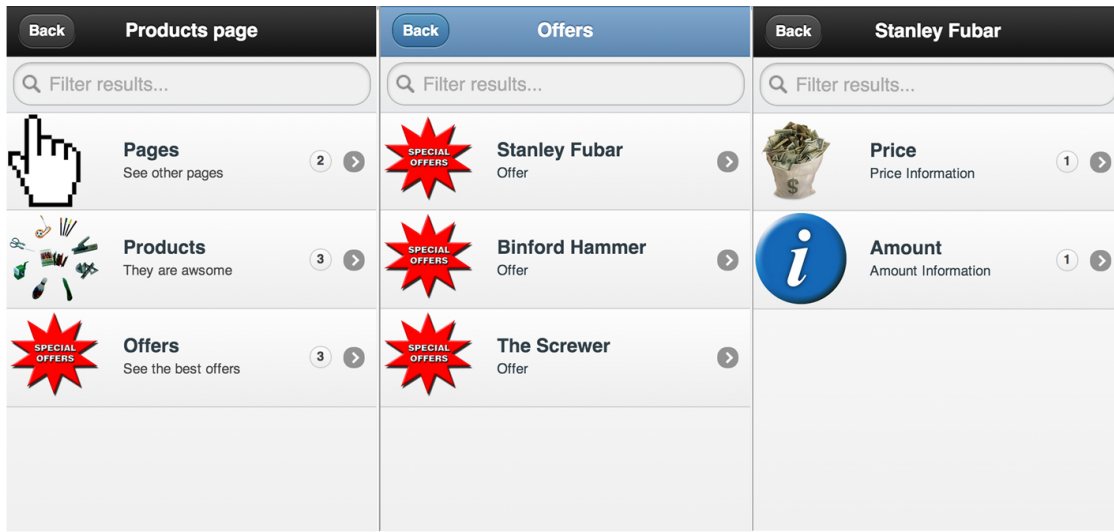 Back
Products page
Filter results...
Pages
See other pages
2
Products
They are awsome
3
SPECIAL
OFFERS
Offers
See the best offers
3
Back
Offers
Filter results...
SPECIAL
OFFERS
Stanley Fubar
Offer
SPECIAL
OFFERS
Binford Hammer
Offer
SPECIAL
OFFERS
The Screwer
Offer
Back
Stanley Fubar
Filter results...
$
Price
Price Information
1
i
Amount
Amount Information
1